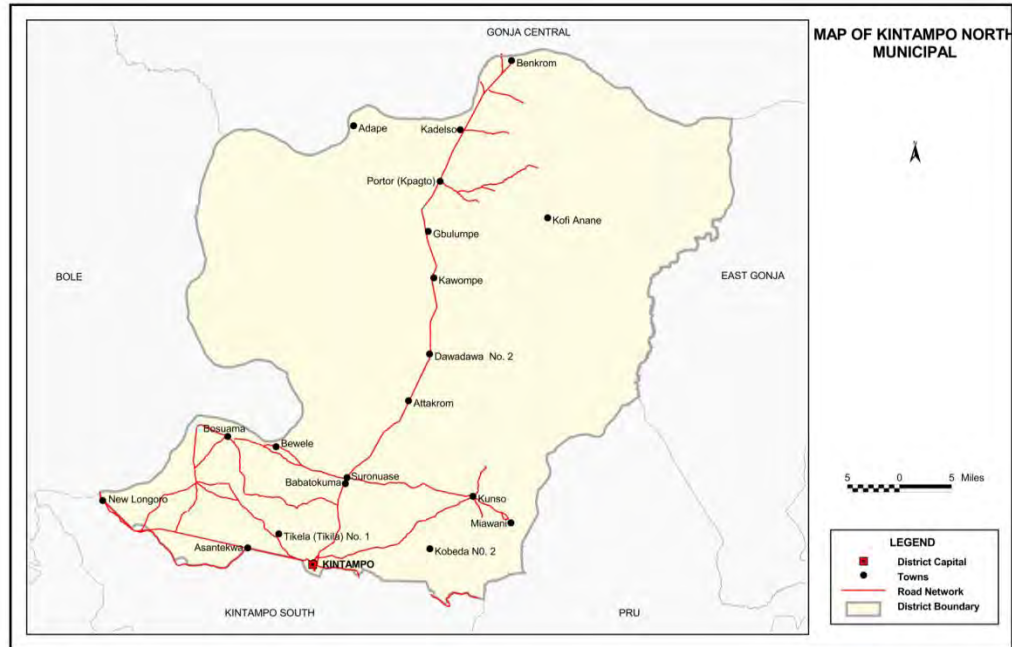 MAP OF KINTAMPO NORTH
MUNICIPAL
GONJA CENTRAL
Benkrom
Adape
Kadelso
Portor (Kpagto)
Kofi Anane
Gbulumpe
BOLE
EAST GONJA
Kawompe
Dawadawa No. 2
Attakrom
Bosuama
Bewele
Suronuase
Babatokuma
New Longoro
Kunso
Miawani
Tikela (Tikila) No. 1
Asantekwa
Kobeda N0. 2
KINTAMPO
KINTAMPO SOUTH
PRU
N
5 0 5 Miles
LEGEND
District Capital
Towns
Road Network
District Boundary